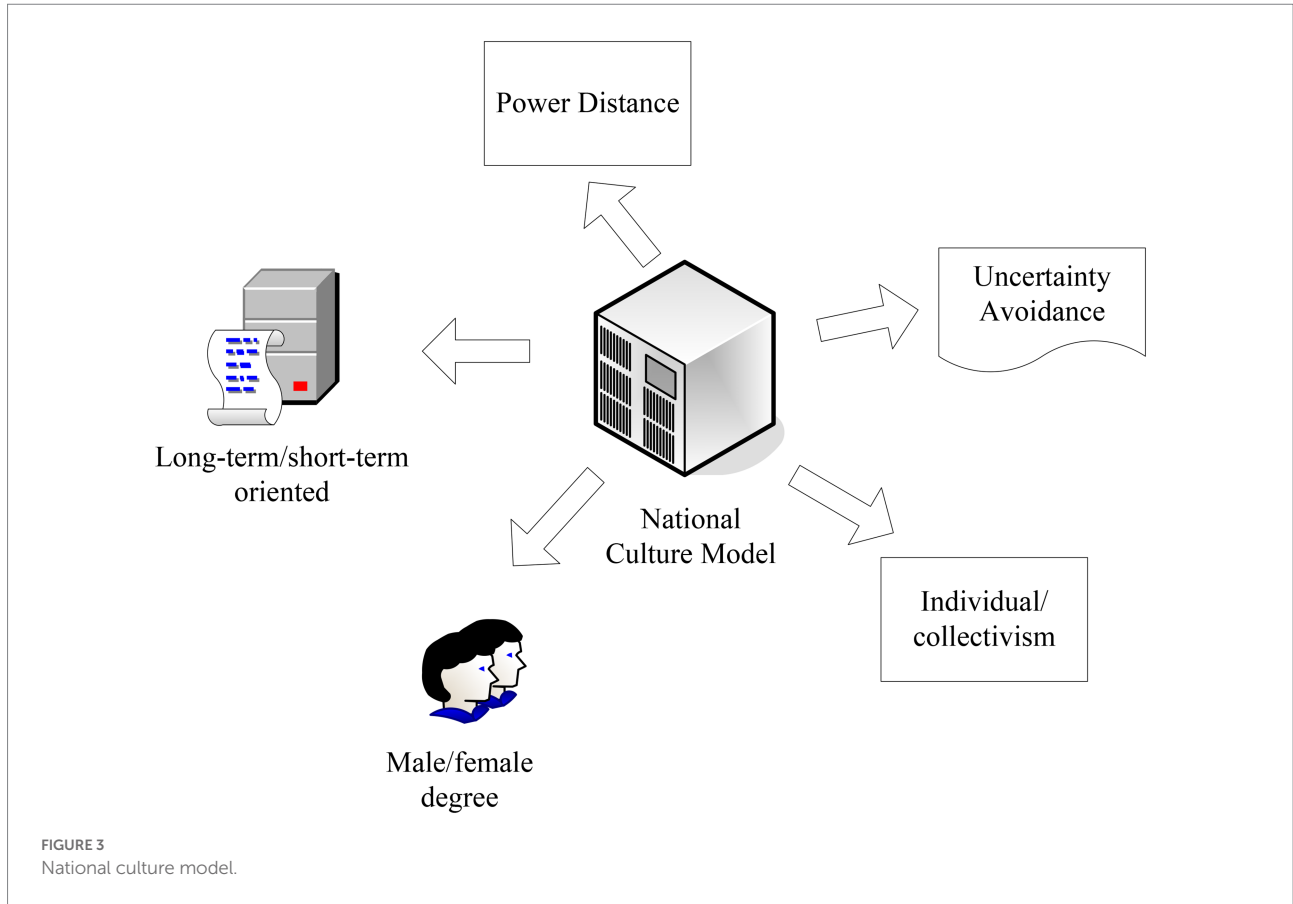 Power Distance
Uncertainty
Avoidance
Long-term/short-term
oriented
National
Culture Model
Individual/
collectivism
Male/female
degree
FIGURE 3
National culture model.